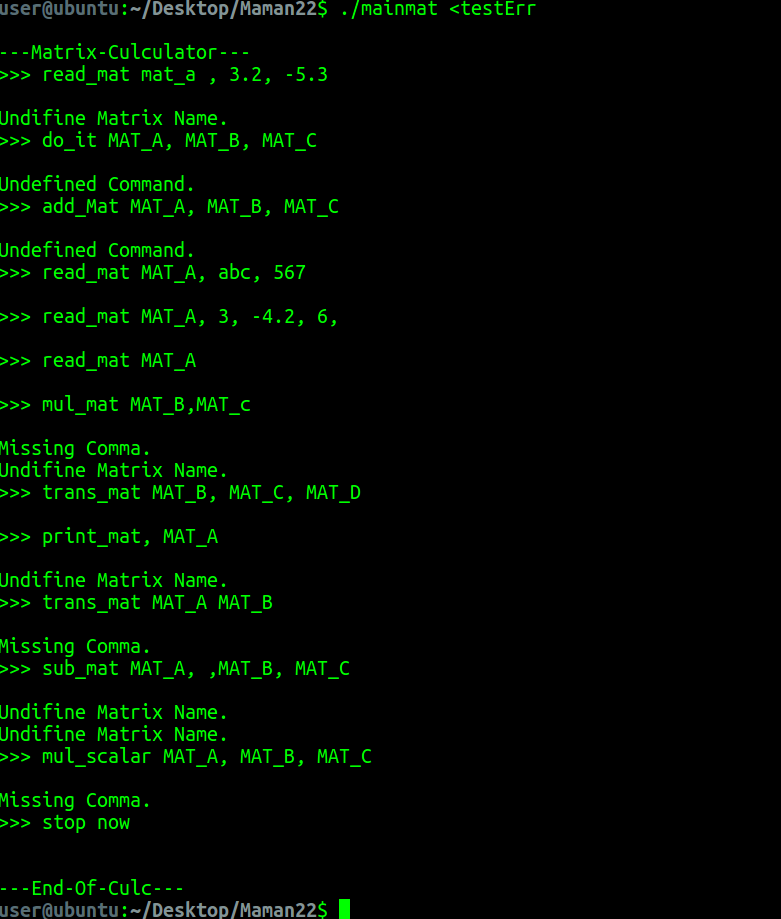 user@ubuntu:~/Desktop/Maman22$ ./mainmat <testErr
---Matrix-Culculator---
>>> read_mat mat_a , 3.2, -5.3
Undifine Matrix Name.
>>> do_it MAT_A, MAT_B, MAT_C
Undefined Command.
>>> add_Mat MAT_A, MAT_B, MAT_C
Undefined Command.
>>> read_mat MAT_A, abc, 567
>>> read_mat MAT_A, 3, -4.2, 6,
>>> read_mat MAT_A
>>> mul_mat MAT_B,MAT_c
Missing Comma.
Undifine Matrix Name.
>>> trans_mat MAT_B, MAT_C, MAT_D
>>> print_mat, MAT_A
Undifine Matrix Name.
>>> trans_mat MAT_A MAT_B
Missing Comma.
>>> sub_mat MAT_A, ,MAT_B, MAT_C
Undifine Matrix Name.
Undifine Matrix Name.
>>> mul_scalar MAT_A, MAT_B, MAT_C
Missing Comma.
>>> stop now
---End-Of-Culc---
user@ubuntu:~/Desktop/Maman22$